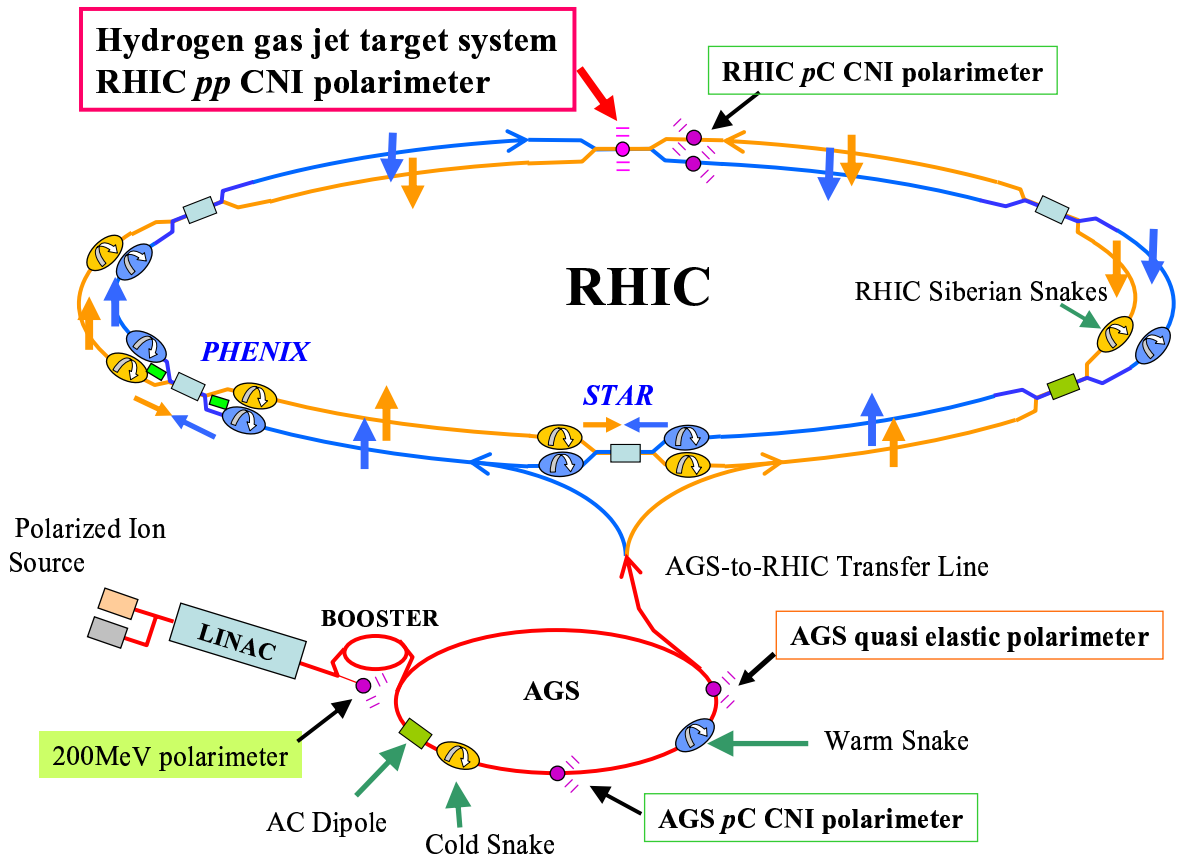 Hydrogen gas jet target system
RHIC pp CNI polarimeter
RHIC pC CNI polarimeter
RHIC
RHIC Siberian Snakes
PHENIX
STAR
Polarized Ion
Source
AGS-to-RHIC Transfer Line
LINAC
BOOSTER
AGS quasi elastic polarimeter
AGS
200MeV polarimeter
Warm Snake
AC Dipole
Cold Snake
AGS pC CNI polarimeter